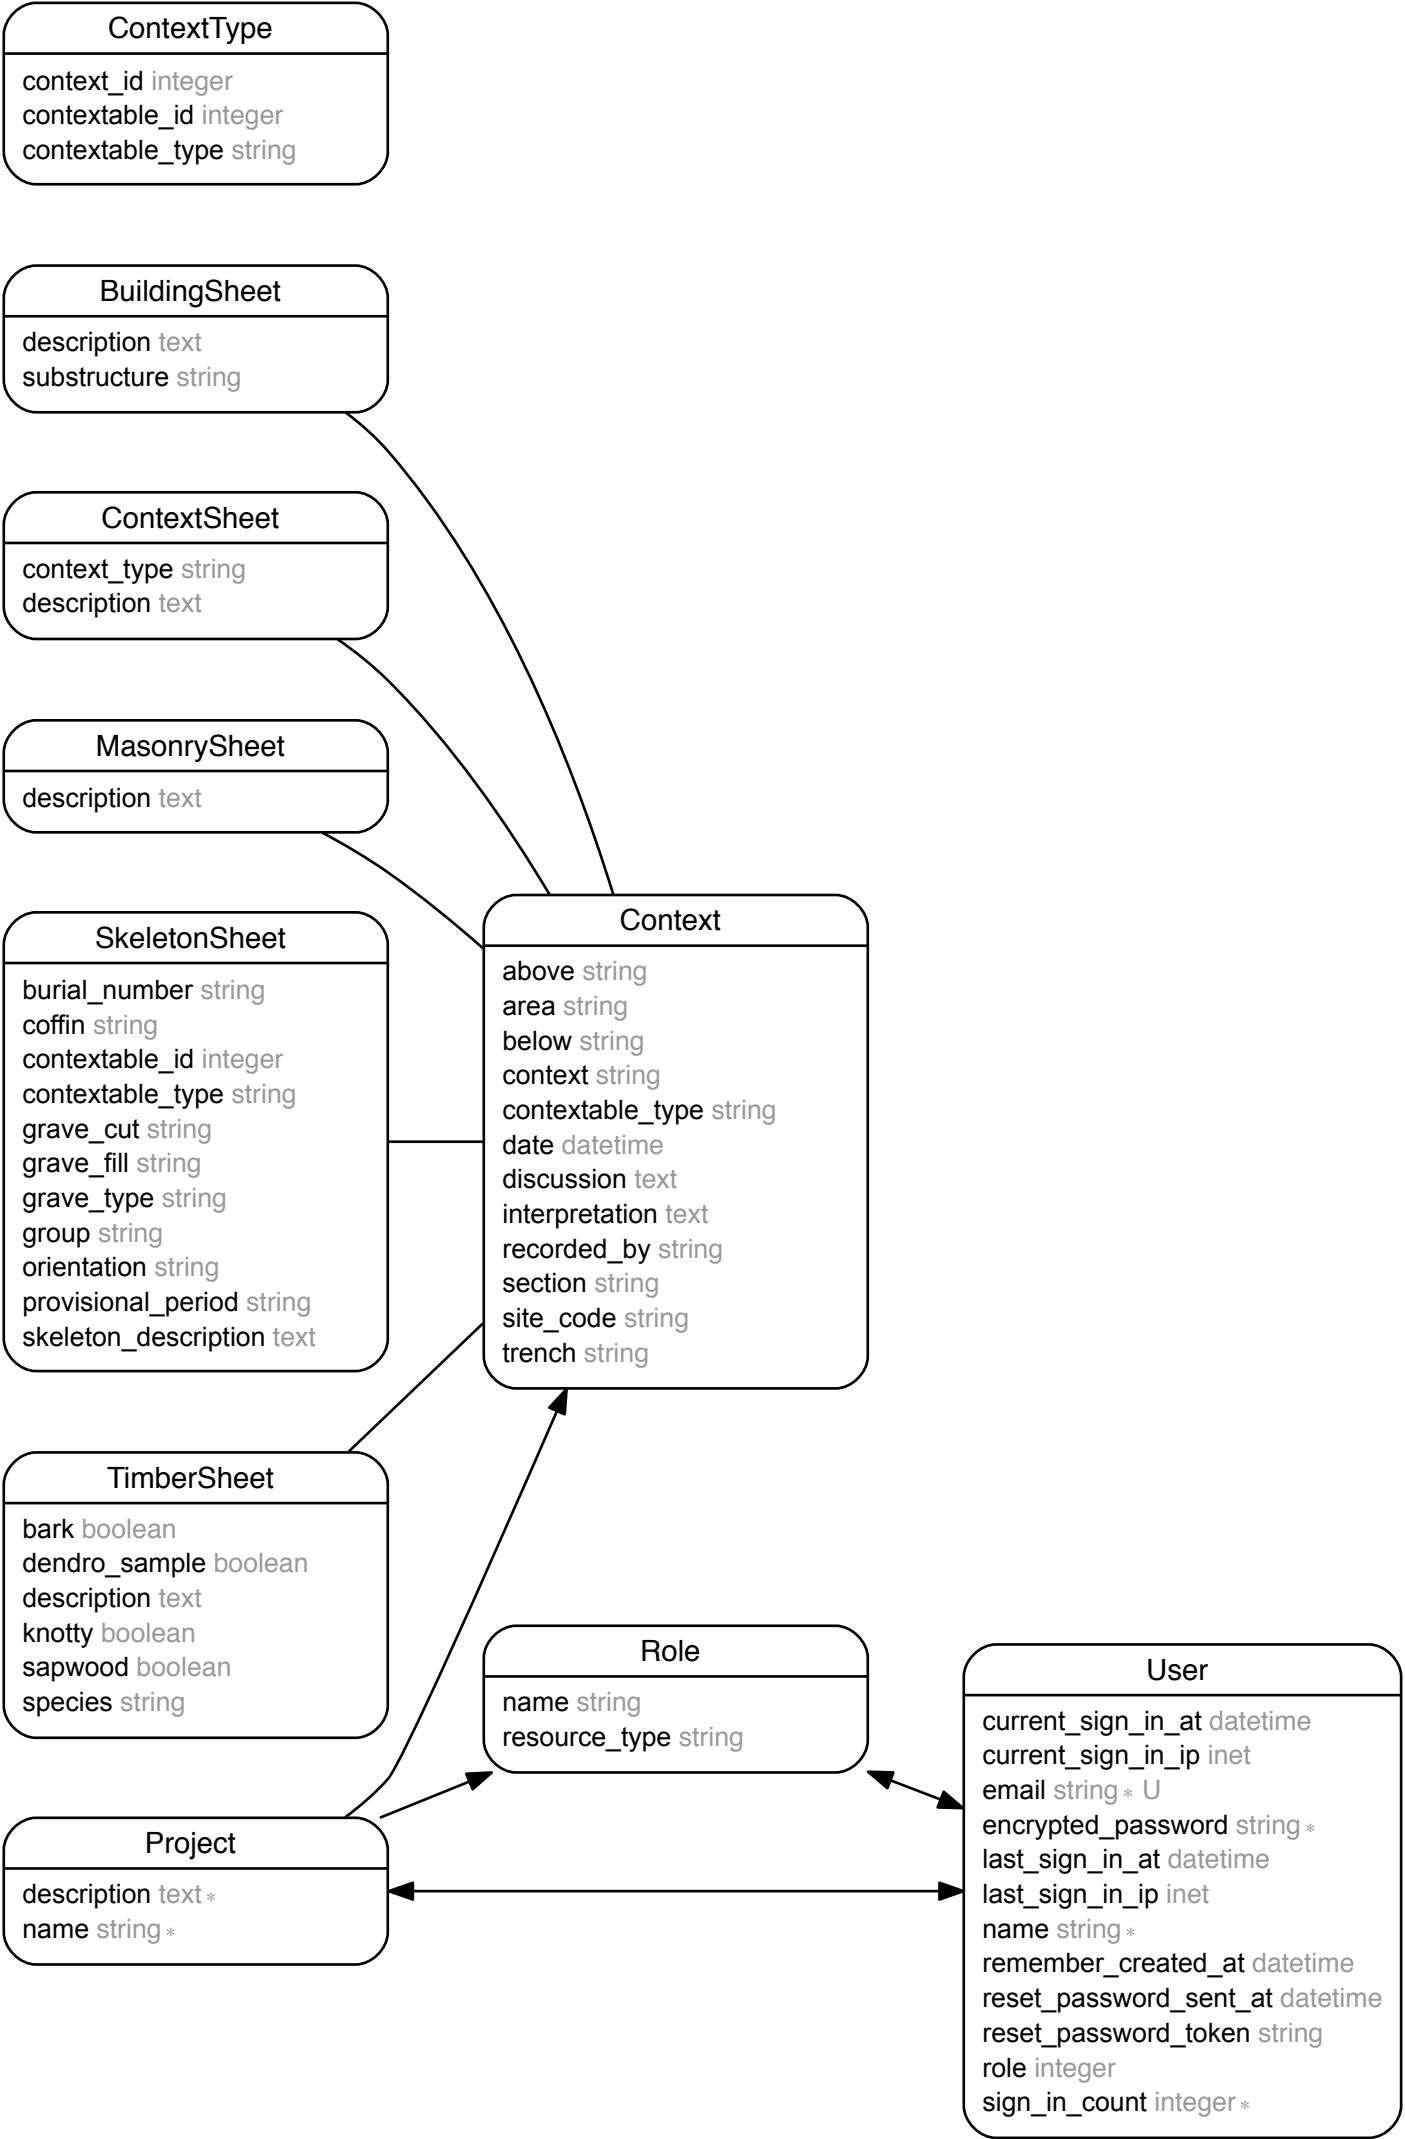 ContextType
context_id integer
contextable_id integer
contextable_type string
BuildingSheet
description text
substructure string
ContextSheet
context_type string
description text
MasonrySheet
description text
SkeletonSheet
burial_number string
coffin string
contextable_id integer
contextable_type string
grave_cut string
grave_fill string
grave_type string
group string
orientation string
provisional_period string
skeleton_description text
Context
above string
area string
below string
context string
contextable_type string
date datetime
discussion text
interpretation text
recorded_by string
section string
site_code string
trench string
TimberSheet
bark boolean
dendro_sample boolean
description text
knotty boolean
sapwood boolean
species string
Role
name string
resource_type string
Project
description text *
name string *
User
current_sign_in_at datetime
current_sign_in_ip inet
email string * U
encrypted_password string *
last_sign_in_at datetime
last_sign_in_ip inet
name string *
remember_created_at datetime
reset_password_sent_at datetime
reset_password_token string
role integer
sign_in_count integer *